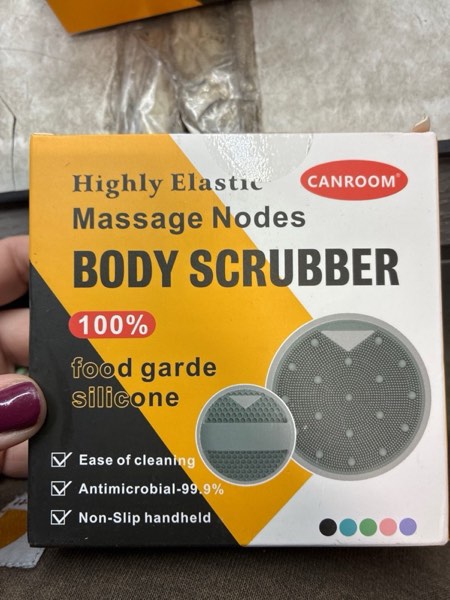 Highly Elastic
CANROOM®
Massage Nodes
BODY SCRUBBER
100%
food garde
silicone
Ease of cleaning
Antimicrobial-99.9%
Non-Slip handheld